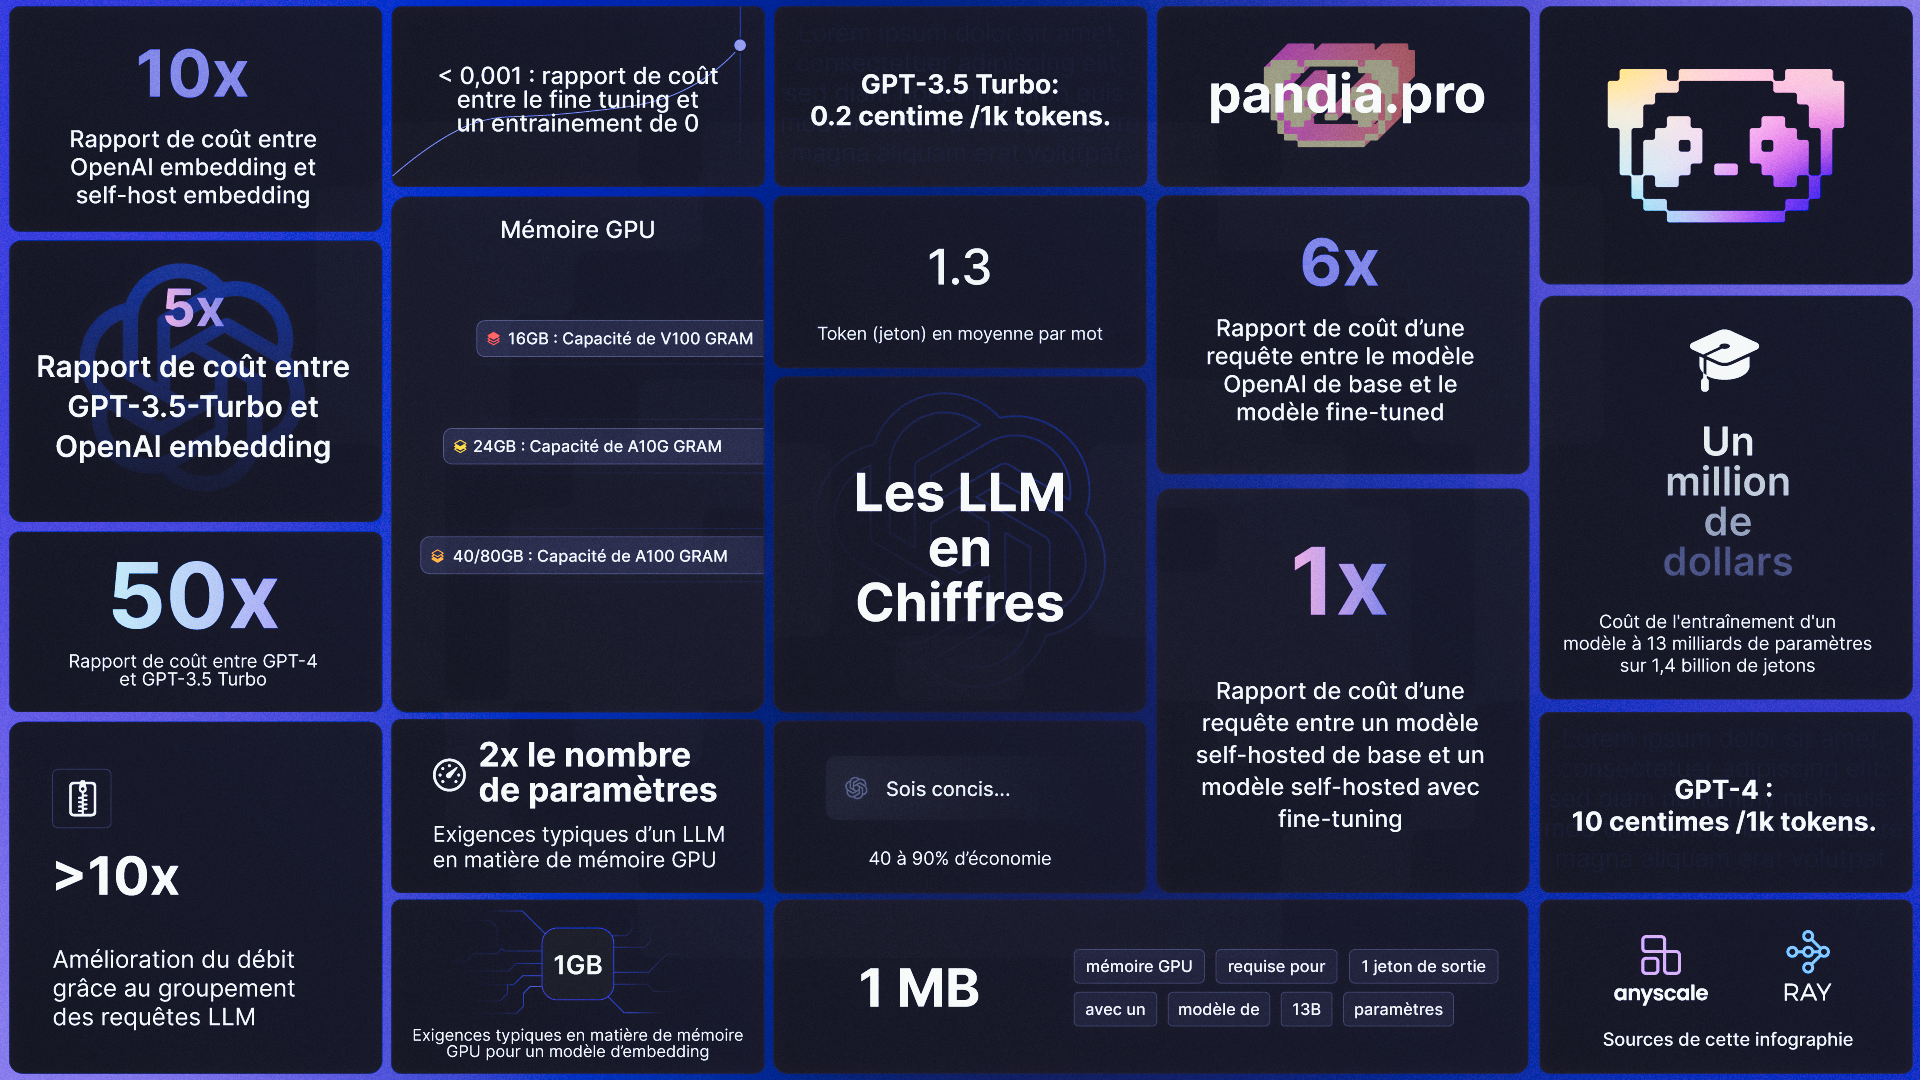 10x
Rapport de coût entre
OpenAI embedding et
self-host embedding
< 0,001 : rapport de coût
entre le fine tuning et
un entrainement de 0
GPT-3.5 Turbo:
0.2 centime /1k tokens.
pandia.pro
5x
Rapport de coût entre
GPT-3.5-Turbo et
OpenAI embedding
Mémoire GPU
16GB : Capacité de V100 GRAM
24GB : Capacité de A10G GRAM
40/80GB : Capacité de A100 GRAM
1.3
Token (jeton) en moyenne par mot
6x
Rapport de coût d’une
requête entre le modèle
OpenAI de base et le
modèle fine-tuned
Un
million
de
dollars
Coût de l'entraînement d'un
modèle à 13 milliards de paramètres
sur 1,4 billion de jetons
50x
Rapport de coût entre GPT-4
et GPT-3.5 Turbo
Les LLM
en
Chiffres
1x
Rapport de coût d’une
requête entre un modèle
self-hosted de base et un
modèle self-hosted avec
fine-tuning
>10x
Amélioration du débit
grâce au groupement
des requêtes LLM
2x le nombre
de paramètres
Exigences typiques d’un LLM
en matière de mémoire GPU
Sois concis...
40 à 90% d’économie
GPT-4 :
10 centimes /1k tokens.
1GB
Exigences typiques en matière de mémoire
GPU pour un modèle d’embedding
1 MB
mémoire GPU requise pour 1 jeton de sortie
avec un modèle de 13B paramètres
anyscale
RAY
Sources de cette infographie